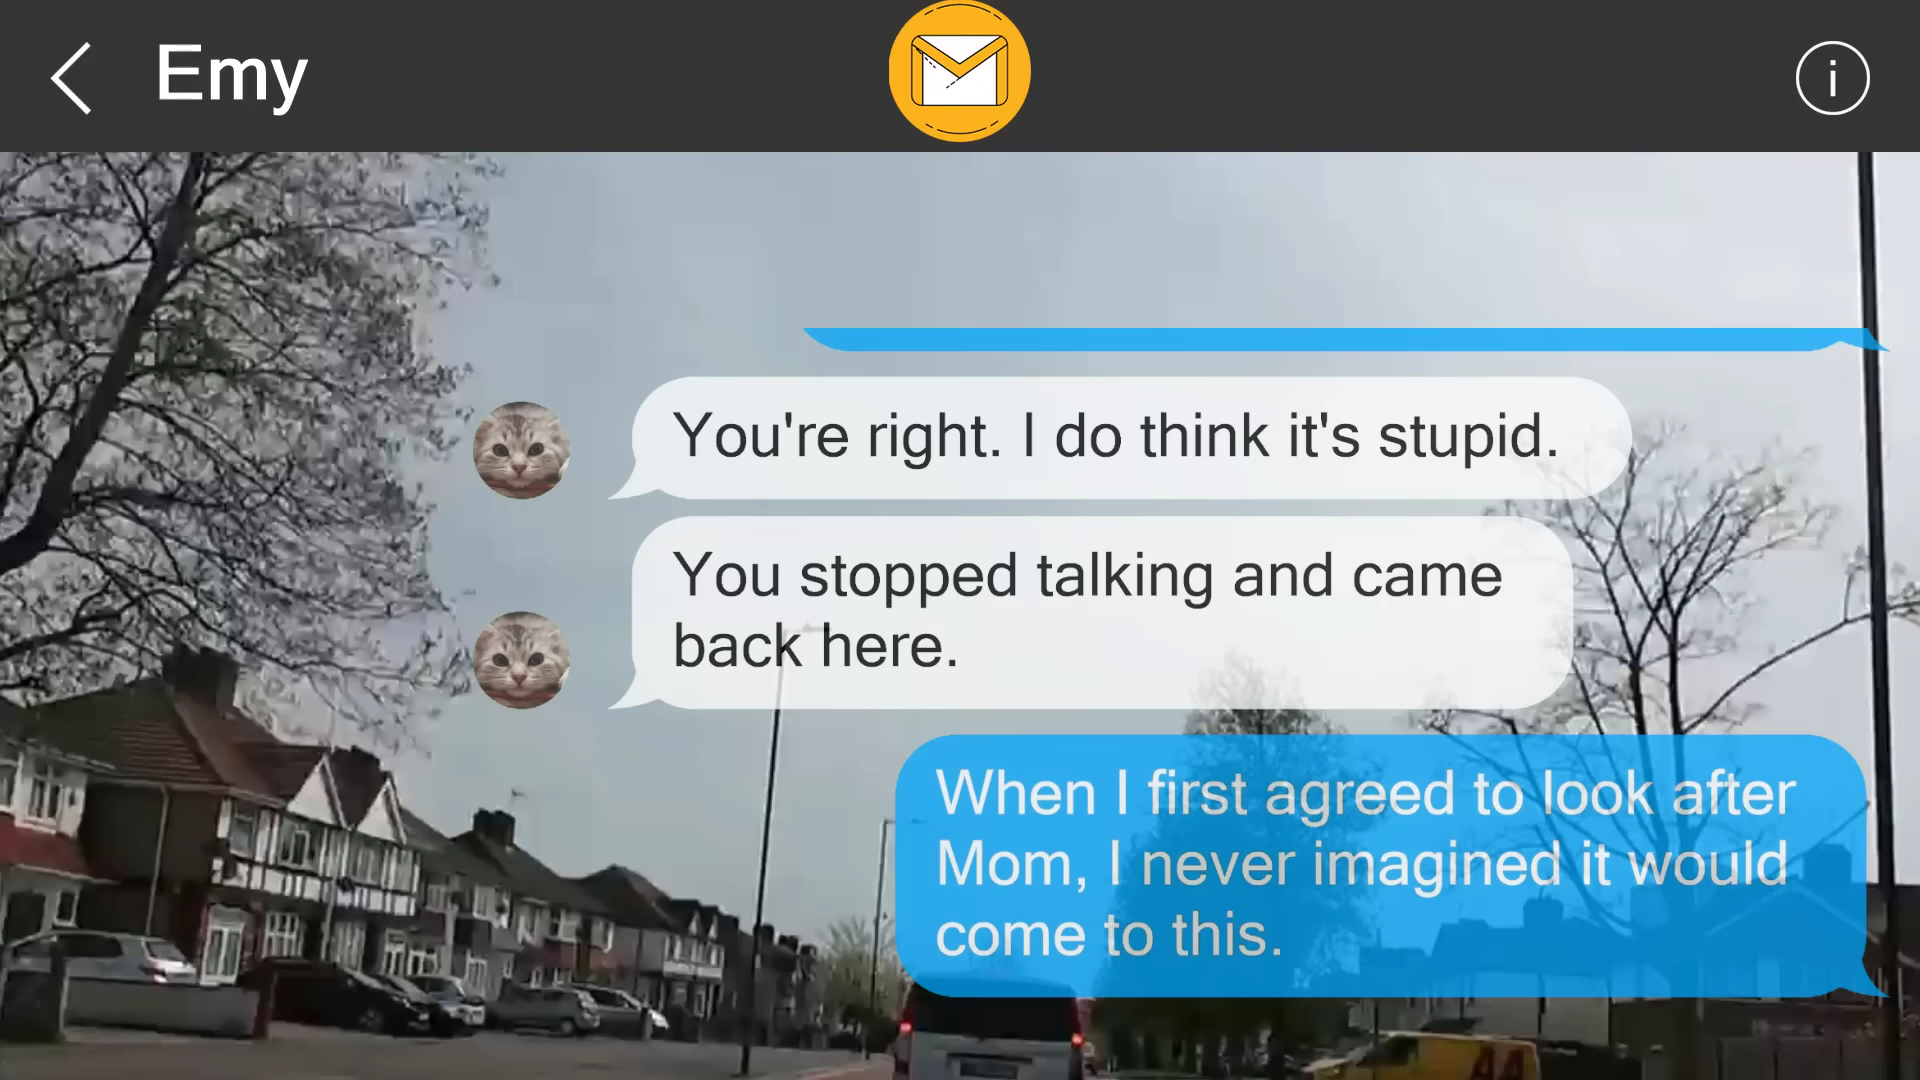 Emy
i
You're right. I do think it's stupid.
You stopped talking and came
back here.
When I first agreed to look after
Mom, I never imagined it would
come to this.
AA